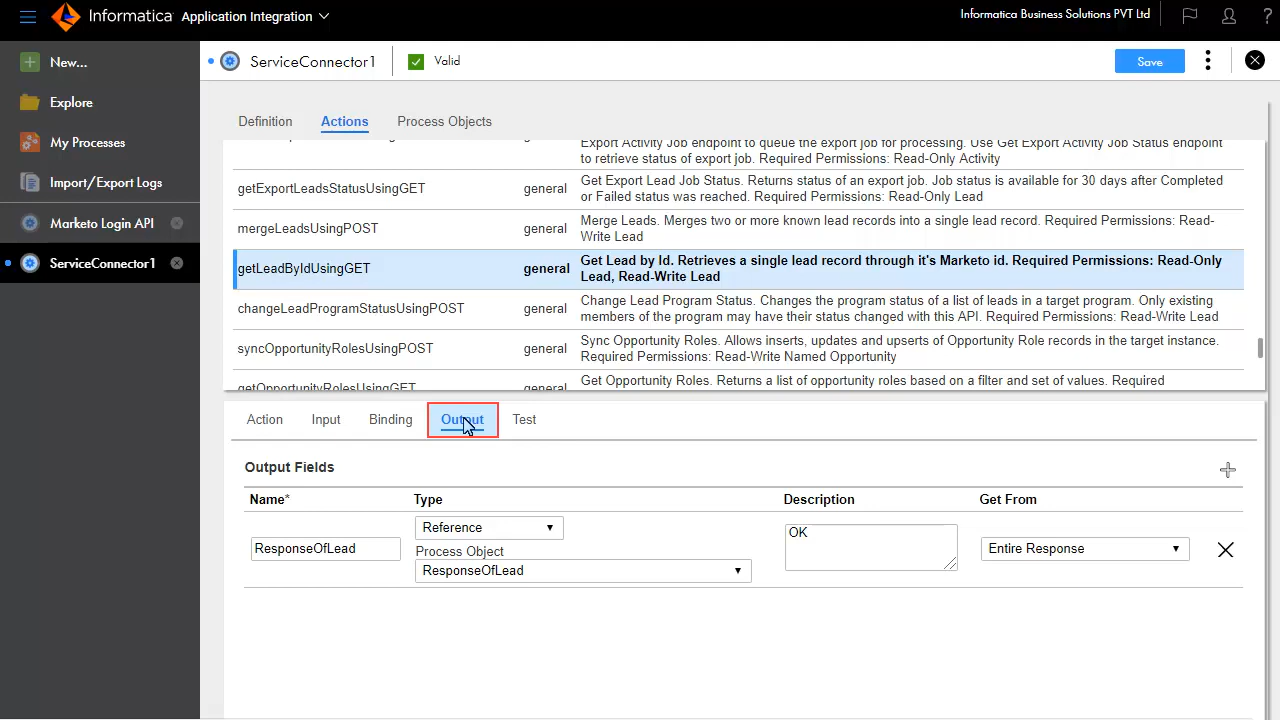 Informatica Application Integration
Informatica Business Solutions PVT Ltd
?
New...
Explore
My Processes
Import/Export Logs
Marketo Login API
ServiceConnector1
ServiceConnector1
Valid
Save
Definition Actions Process Objects
Export Activity Job endpoint to queue the export job for processing. Use Get Export Activity Job Status endpoint
to retrieve status of export job. Required Permissions: Read-Only Activity
getExportLeadsStatusUsingGET general Get Export Lead Job Status. Returns status of an export job. Job status is available for 30 days after Completed
or Failed status was reached. Required Permissions: Read-Only Lead
mergeLeadsUsingPOST general Merge Leads. Merges two or more known lead records into a single lead record. Required Permissions: Read-
Write Lead
getLeadByIdUsingGET general Get Lead by Id. Retrieves a single lead record through it's Marketo id. Required Permissions: Read-Only
Lead, Read-Write Lead
changeLeadProgramStatusUsingPOST general Change Lead Program Status. Changes the program status of a list of leads in a target program. Only existing
members of the program may have their status changed with this API. Required Permissions: Read-Write Lead
syncOpportunityRolesUsingPOST general Sync Opportunity Roles. Allows inserts, updates and upserts of Opportunity Role records in the target instance.
Required Permissions: Read-Write Named Opportunity
getOpportunityRolesUsingGET general Get Opportunity Roles. Returns a list of opportunity roles based on a filter and set of values. Required
Action Input Binding Output Test
Output Fields
Name* Type Description Get From
Reference
ResponseOfLead
Process Object
ResponseOfLead
OK
Entire Response